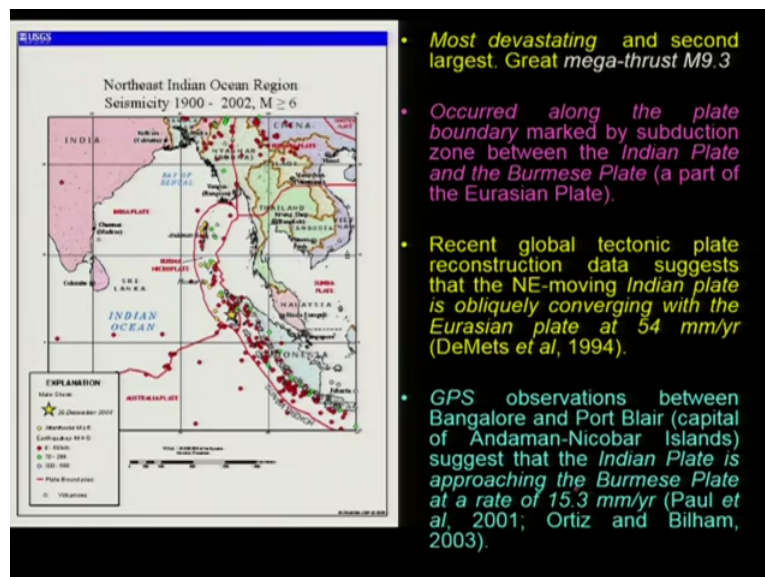 USGS
Northeast Indian Ocean Region
Seismicity 1900 - 2002, M ≥ 6
INDIA
CHINA
BAY OF
BENGAL
THAILAND
INDIA PLATE
CAMBODIA
BURMA
MICROPLATE
SRI
LANKA
SUNDA
PLATE
MALAYSIA
INDIAN
OCEAN
INDONESIA
AUSTRALIA PLATE
EXPLANATION
Main Shock
26 December 2004
Plate Boundaries
Volcanoes
• Most devastating and second
largest. Great mega-thrust M9.3
• Occurred along the plate
boundary marked by subduction
zone between the Indian Plate
and the Burmese Plate (a part of
the Eurasian Plate).
• Recent global tectonic plate
reconstruction data suggests
that the NE-moving Indian plate
is obliquely converging with the
Eurasian plate at 54 mm/yr
(DeMets et al, 1994).
• GPS observations between
Bangalore and Port Blair (capital
of Andaman-Nicobar Islands)
suggest that the Indian Plate is
approaching the Burmese Plate
at a rate of 15.3 mm/yr (Paul et
al, 2001; Ortiz and Bilham,
2003).